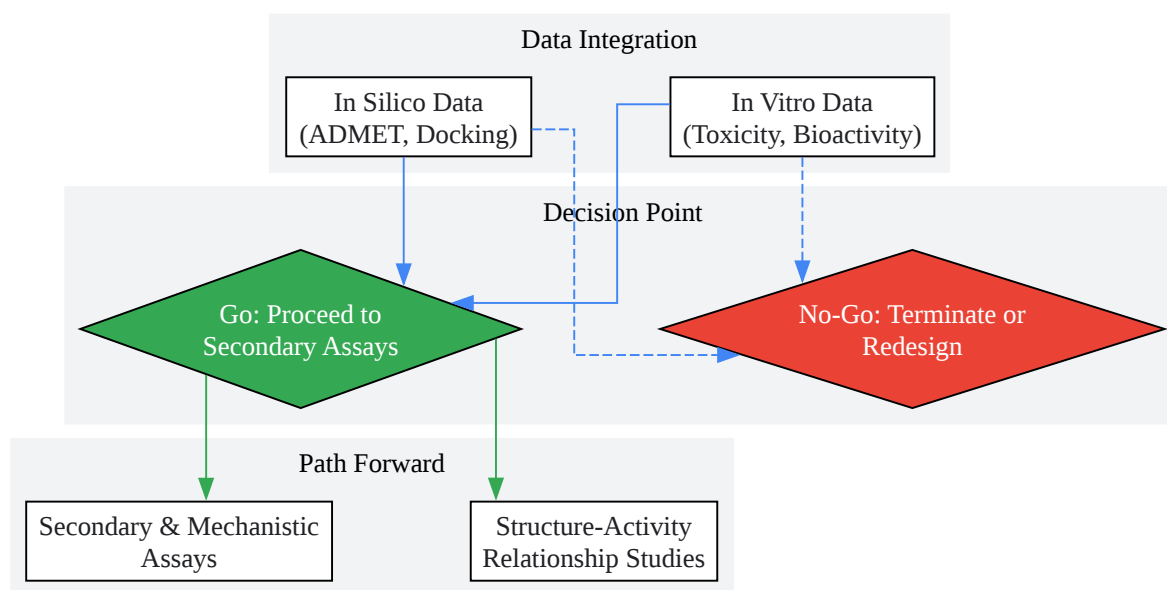 Data Integration
In Silico Data
(ADMET, Docking)
In Vitro Data
(Toxicity, Bioactivity)
Decision Point
Go: Proceed to
Secondary Assays
No-Go: Terminate or
Redesign
Path Forward
Secondary & Mechanistic
Assays
Structure-Activity
Relationship Studies